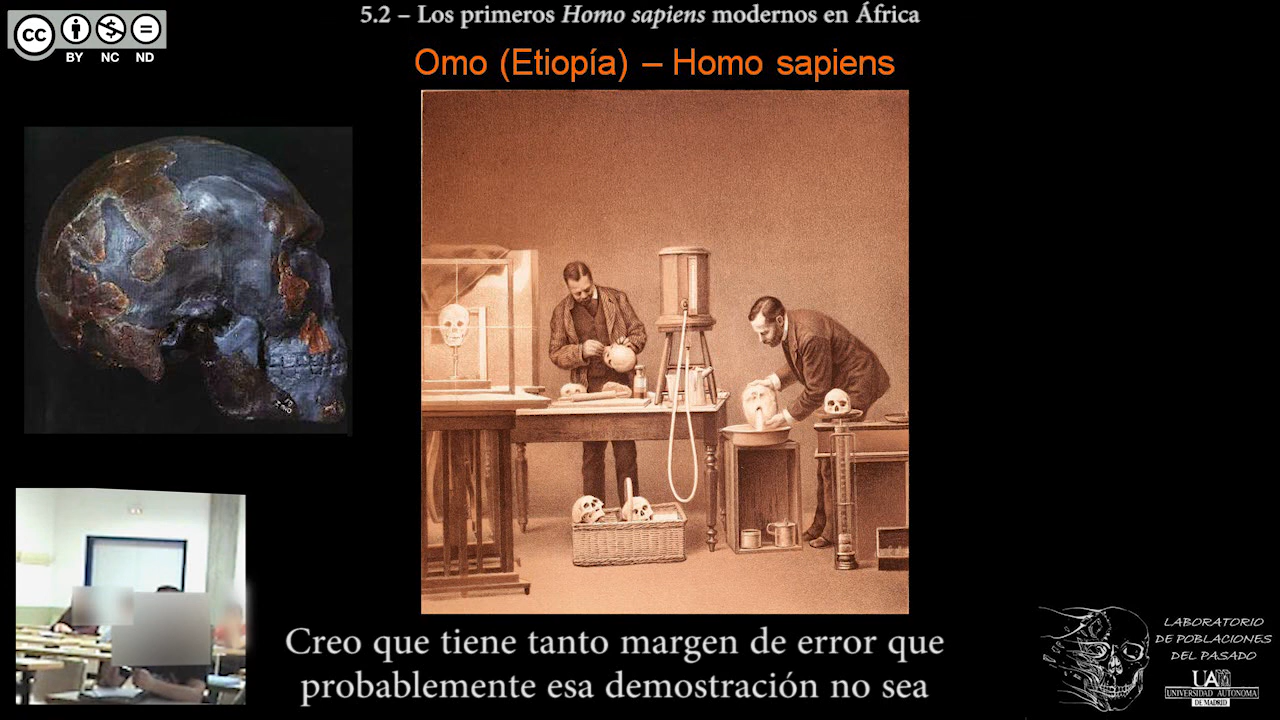 5.2 – Los primeros Homo sapiens modernos en África
cc
BY NC ND
Omo (Etiopía) – Homo sapiens
Creo que tiene tanto margen de error que
probablemente esa demostración no sea
LABORATORIO
DE POBLACIONES
DEL PASADO
UA
UNIVERSIDAD AUTONOMA
DE MADRID